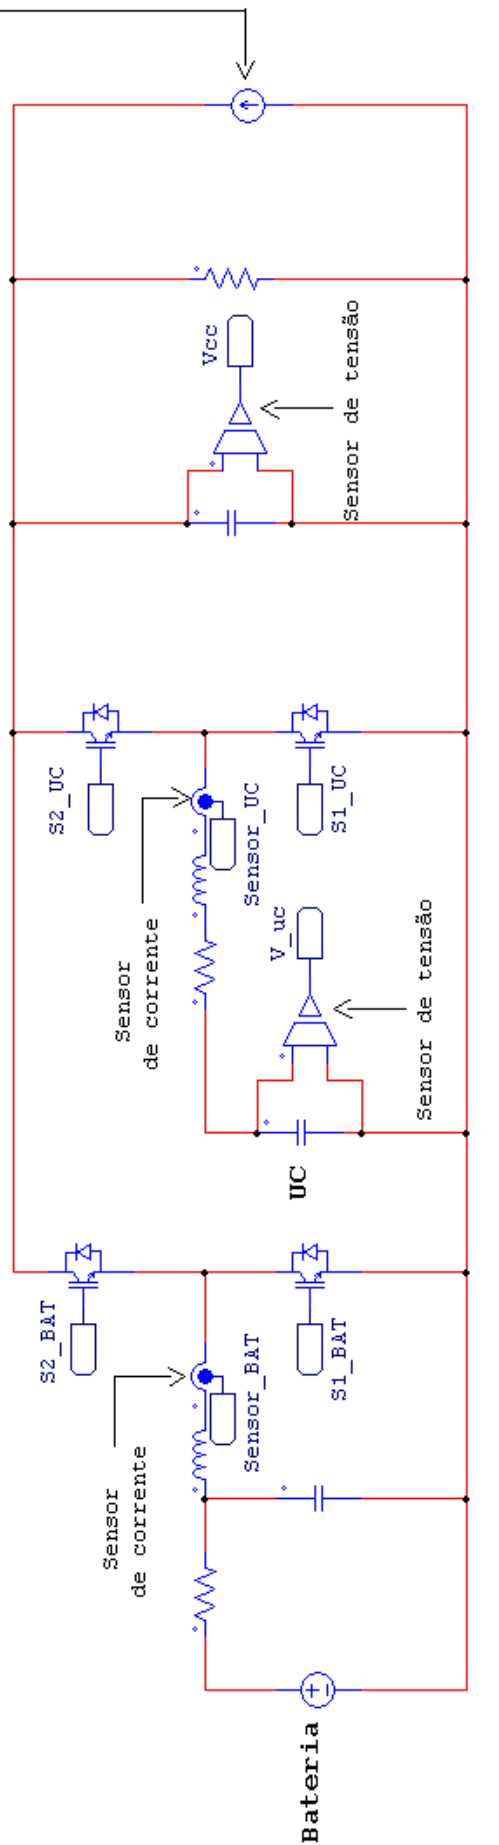 Vcc
Sensor de tensão
S2_UC
Sensor_UC
S1_UC
Sensor
de corrente
V_uc
Sensor de tensão
UC
S2_BAT
Sensor_BAT
S1_BAT
Sensor
de corrente
Bateria